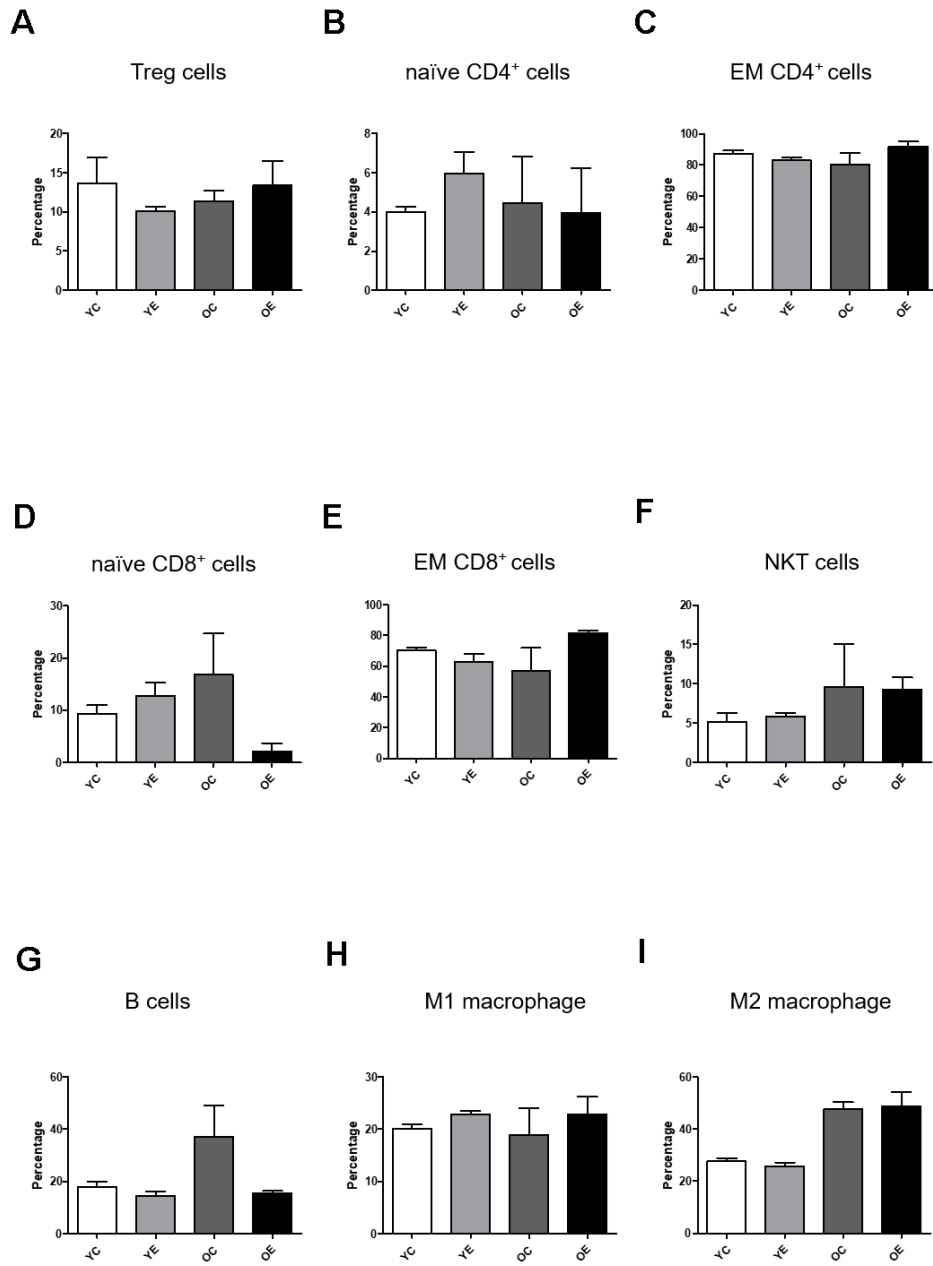 A
B
C
Treg cells
naïve CD4⁺ cells
EM CD4⁺ cells
Percentage
20
15
10
5
0
YC
YE
OC
OE
Percentage
8
6
4
2
0
YC
YE
OC
OE
Percentage
100
80
60
40
20
0
YC
YE
OC
OE
D
E
F
naïve CD8⁺ cells
EM CD8⁺ cells
NKT cells
Percentage
30
20
10
0
YC
YE
OC
OE
Percentage
100
80
60
40
20
0
YC
YE
OC
OE
Percentage
20
15
10
5
0
YC
YE
OC
OE
G
H
I
B cells
M1 macrophage
M2 macrophage
Percentage
60
40
20
0
YC
YE
OC
OE
Percentage
30
20
10
0
YC
YE
OC
OE
Percentage
60
40
20
0
YC
YE
OC
OE